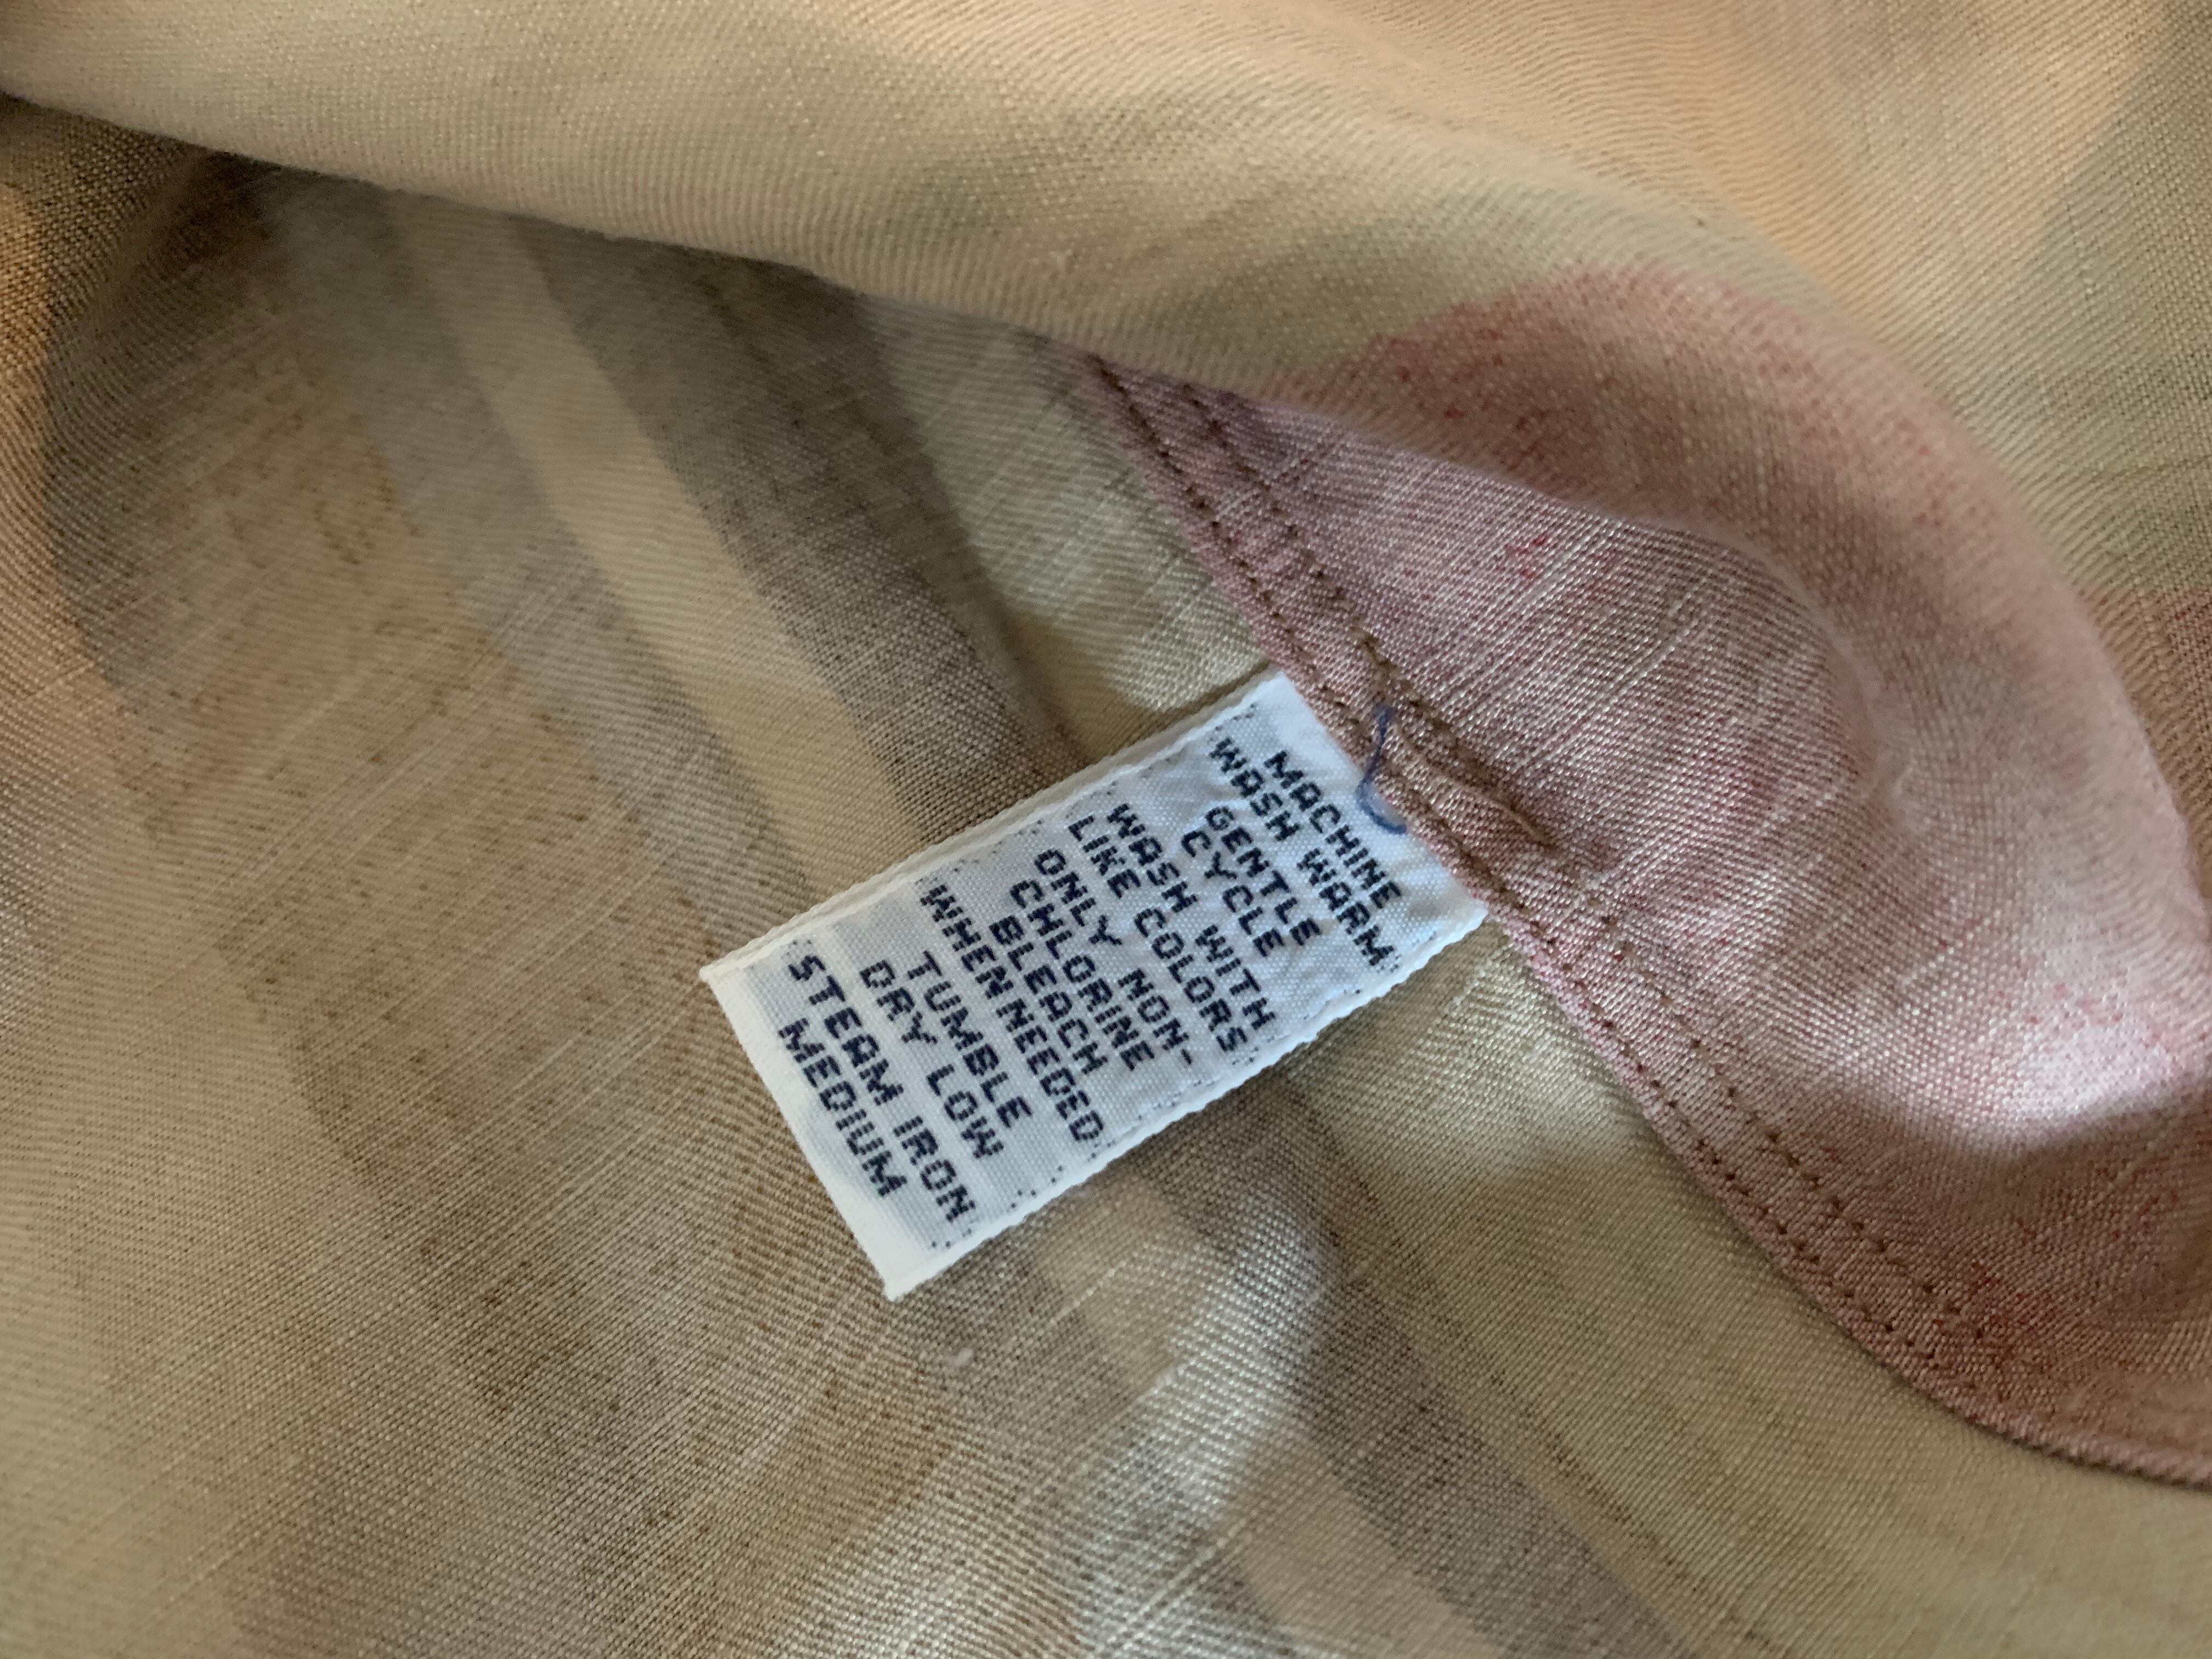 MACHINE
WASH WARM
GENTLE
CYCLE
WASH WITH
LIKE COLORS
ONLY NON-
CHLORINE
BLEACH
WHEN NEEDED
TUMBLE
DRY LOW
STEAM IRON
MEDIUM